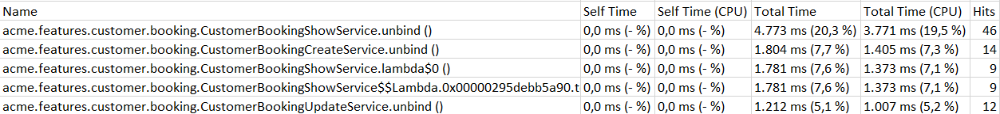 Name Self Time Self Time (CPU) Total Time Total Time (CPU) Hits
acme.features.customer.booking.CustomerBookingShowService.unbind () 0,0 ms (- %) 0,0 ms (- %) 4.773 ms (20,3 %) 3.771 ms (19,5 %) 46
acme.features.customer.booking.CustomerBookingCreateService.unbind () 0,0 ms (- %) 0,0 ms (- %) 1.804 ms (7,7 %) 1.405 ms (7,3 %) 14
acme.features.customer.booking.CustomerBookingShowService.lambda$0 () 0,0 ms (- %) 0,0 ms (- %) 1.781 ms (7,6 %) 1.373 ms (7,1 %) 9
acme.features.customer.booking.CustomerBookingShowService$$Lambda.0x00000295debb5a90.t 0,0 ms (- %) 0,0 ms (- %) 1.781 ms (7,6 %) 1.373 ms (7,1 %) 9
acme.features.customer.booking.CustomerBookingUpdateService.unbind () 0,0 ms (- %) 0,0 ms (- %) 1.212 ms (5,1 %) 1.007 ms (5,2 %) 12